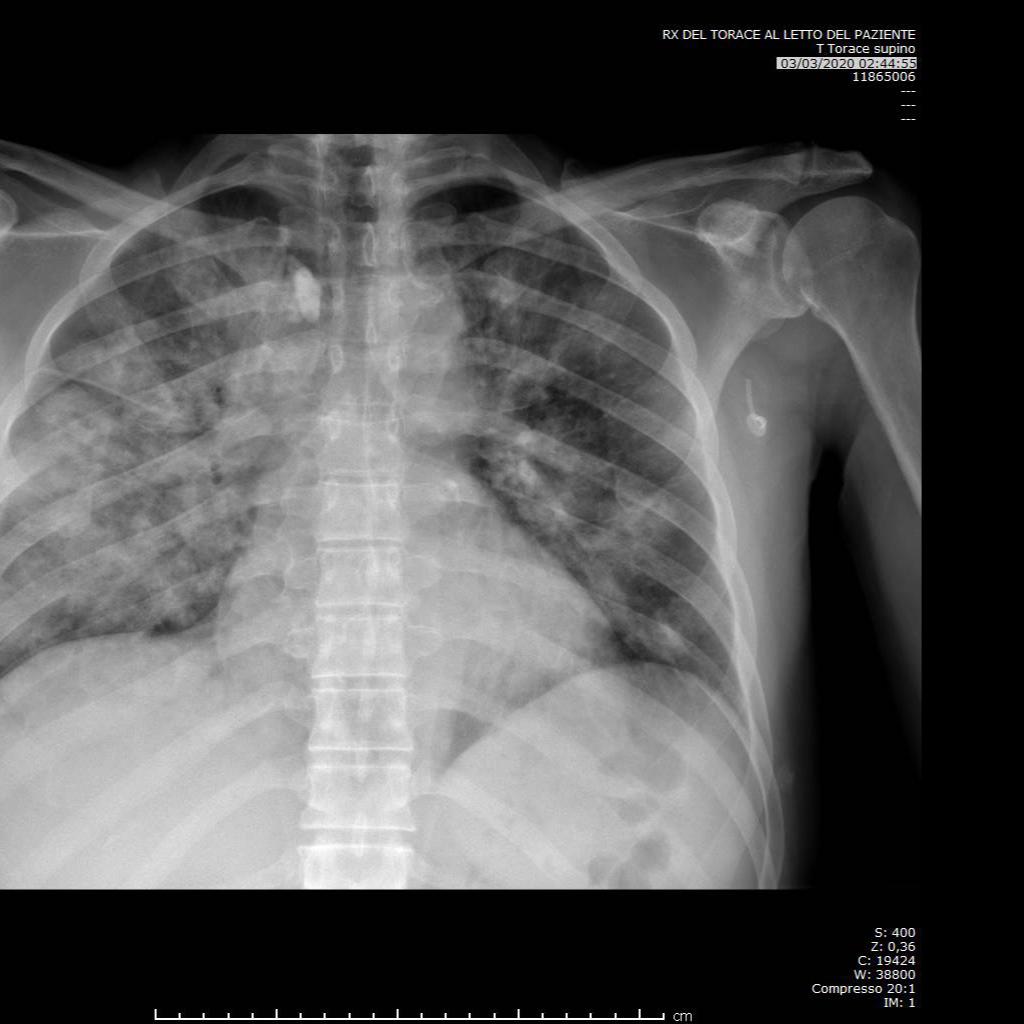 RX DEL TORACE AL LETTO DEL PAZIENTE
T Torace supino
03/03/2020 02:44:55
11865006
---
---
---
S: 400
Z: 0,36
C: 19424
W: 38800
Compresso 20:1
IM: 1
cm